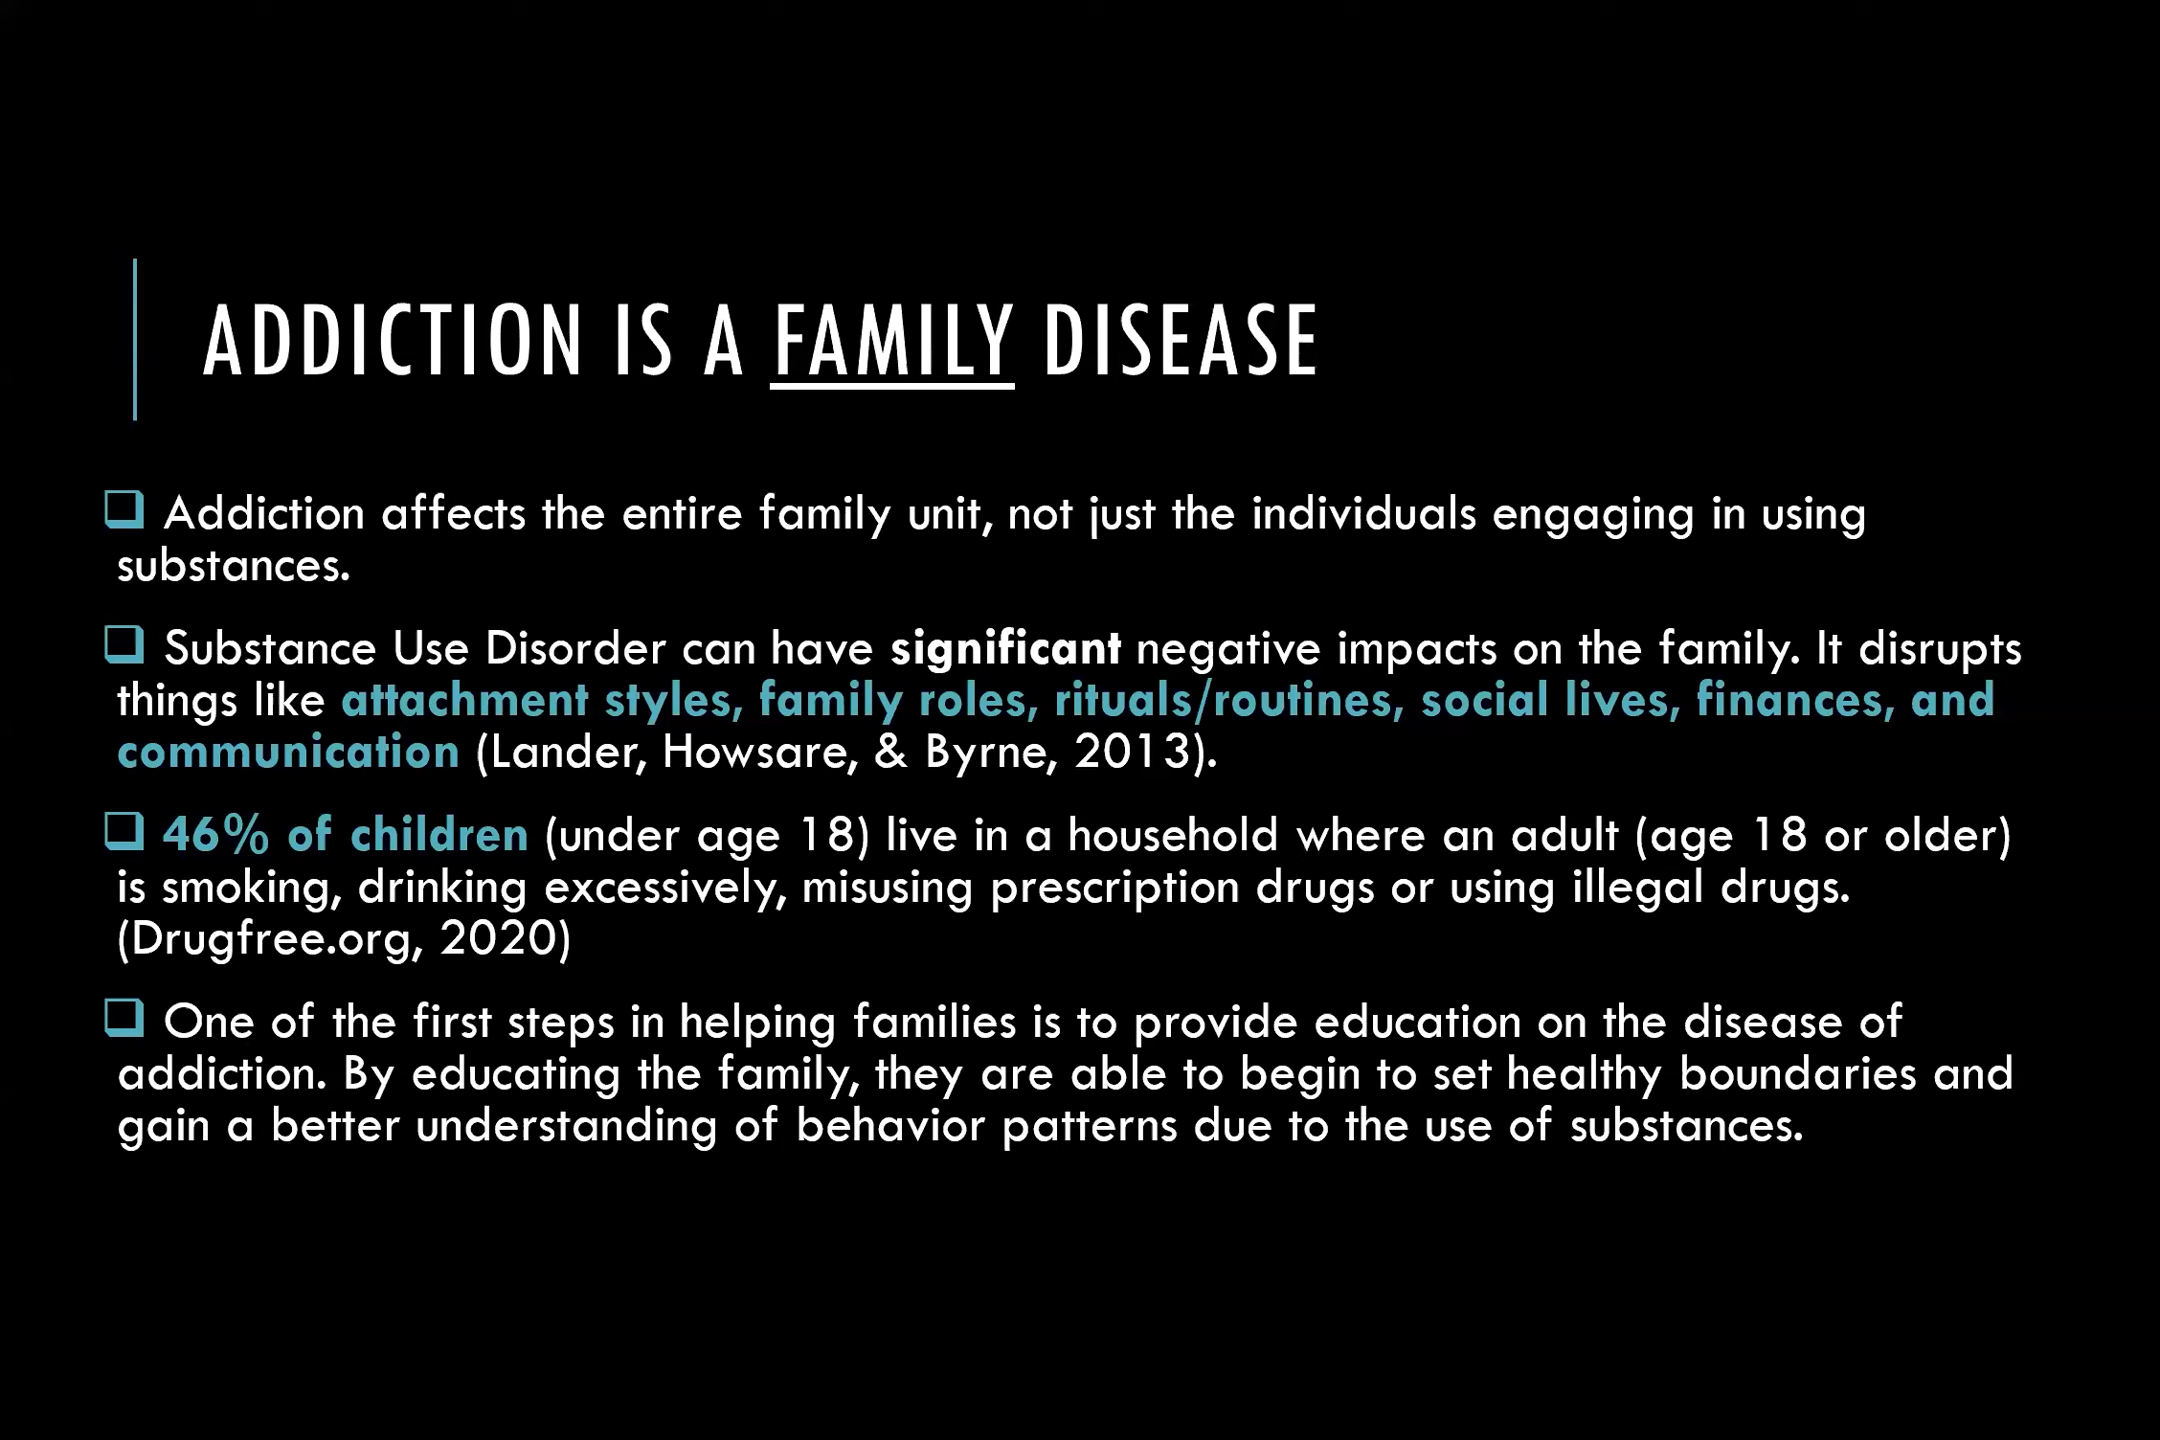 ADDICTION IS A FAMILY DISEASE
Addiction affects the entire family unit, not just the individuals engaging in using
substances.
Substance Use Disorder can have significant negative impacts on the family. It disrupts
things like attachment styles, family roles, rituals/routines, social lives, finances, and
communication (Lander, Howsare, & Byrne, 2013).
46% of children (under age 18) live in a household where an adult (age 18 or older)
is smoking, drinking excessively, misusing prescription drugs or using illegal drugs.
(Drugfree.org, 2020)
One of the first steps in helping families is to provide education on the disease of
addiction. By educating the family, they are able to begin to set healthy boundaries and
gain a better understanding of behavior patterns due to the use of substances.